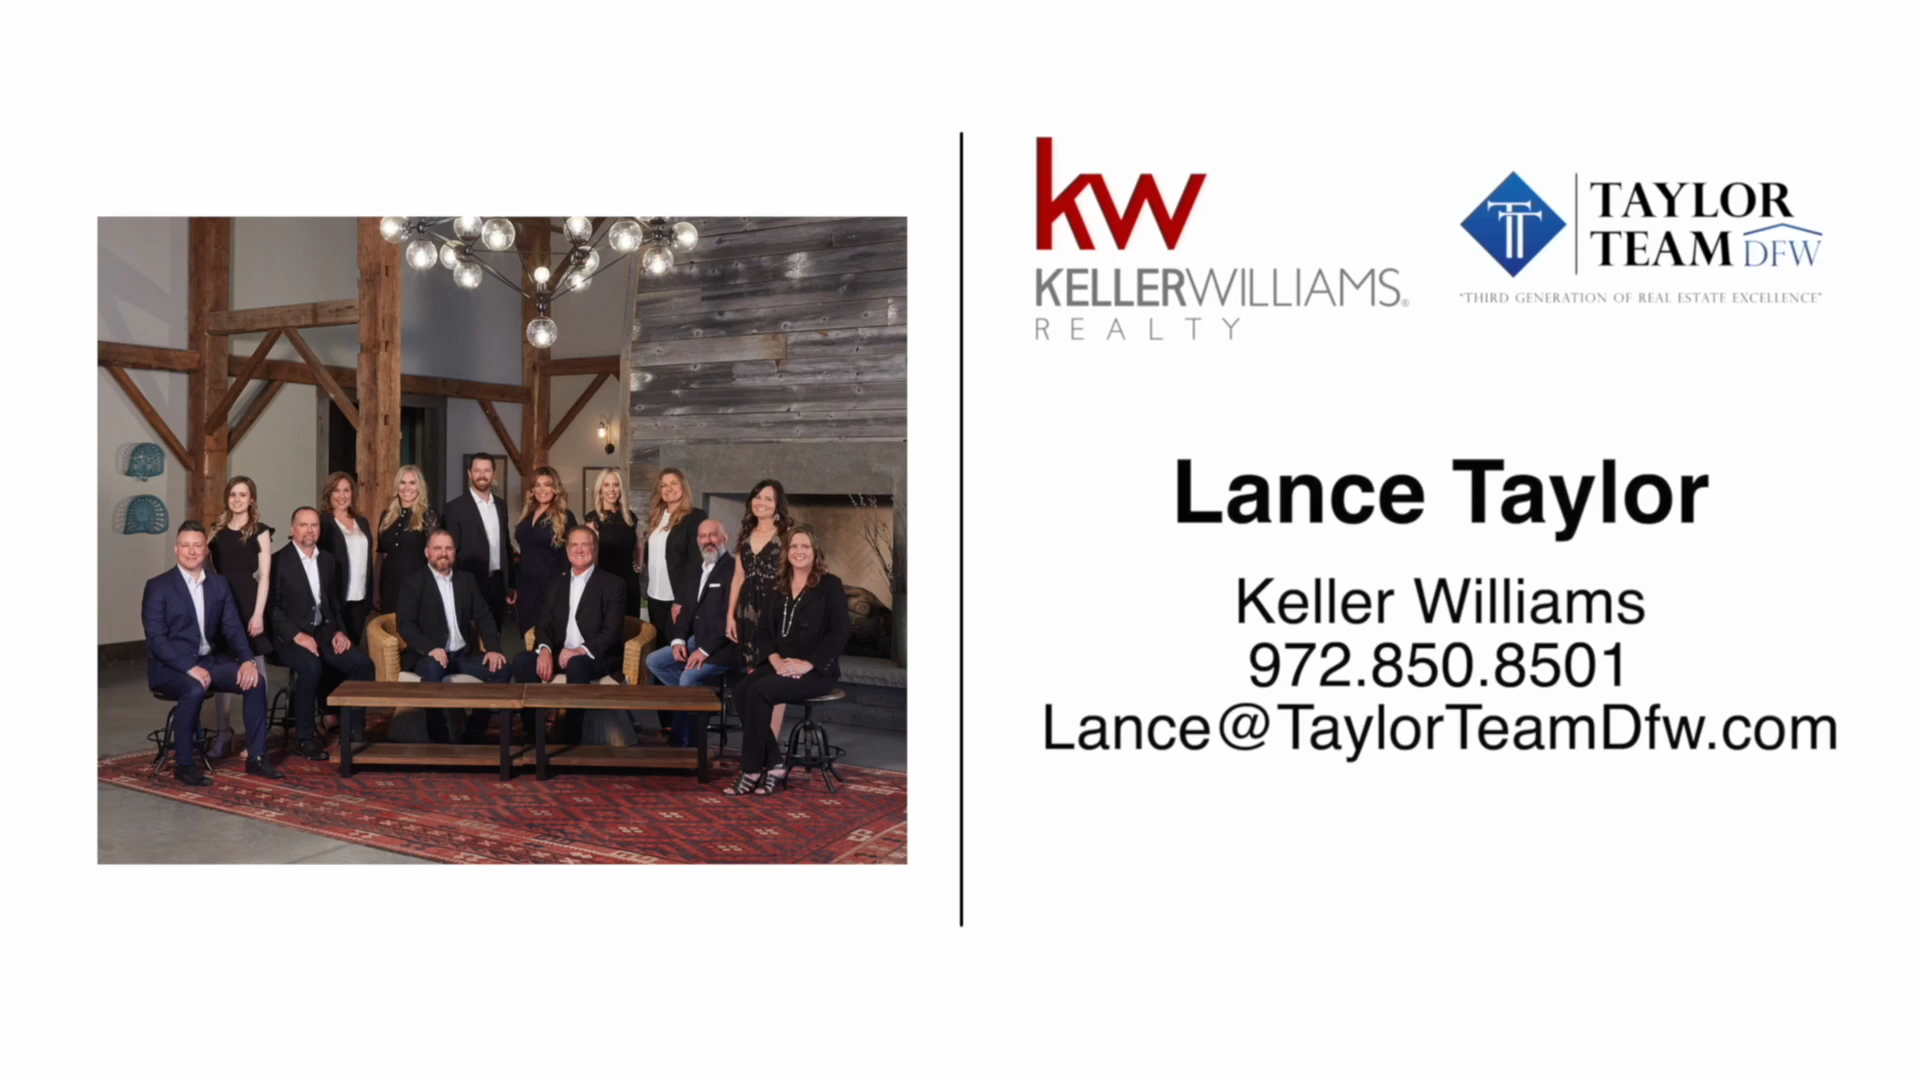 kw
KELLERWILLIAMS®
REALTY
TT
TAYLOR
TEAM DFW
"THIRD GENERATION OF REAL ESTATE EXCELLENCE"
Lance Taylor
Keller Williams
972.850.8501
Lance@TaylorTeamDfw.com